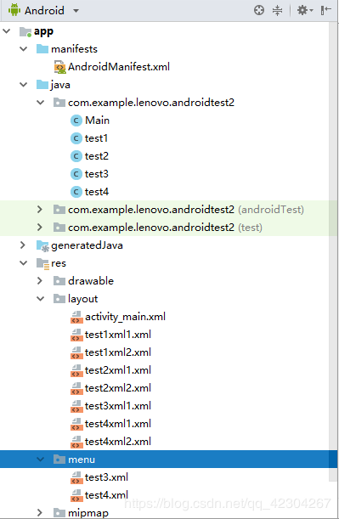 Android
app
manifests
AndroidManifest.xml
java
com.example.lenovo.androidtest2
Main
test1
test2
test3
test4
com.example.lenovo.androidtest2 (androidTest)
com.example.lenovo.androidtest2 (test)
generatedJava
res
drawable
layout
activity_main.xml
test1xml1.xml
test1xml2.xml
test2xml1.xml
test2xml2.xml
test3xml1.xml
test4xml1.xml
test4xml2.xml
menu
test3.xml
test4.xml
https://blog.csdn.net/qq_42304267
mipmap